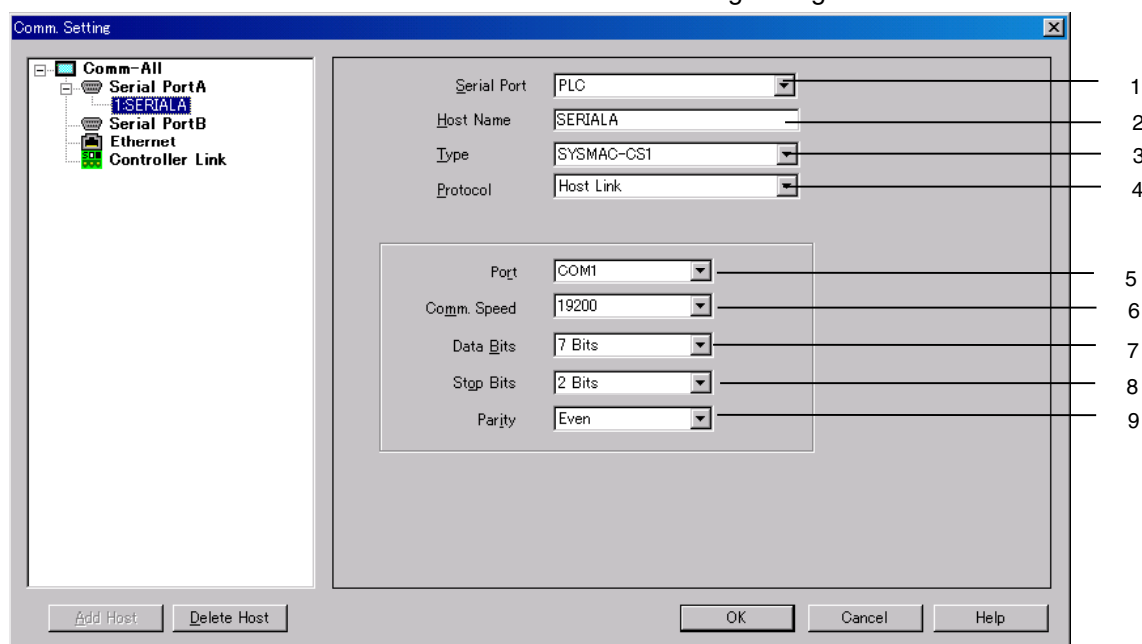 Comm. Setting
Comm-All
Serial PortA
1:SERIALA
Serial PortB
Ethernet
Controller Link
Serial Port PLC 1
Host Name SERIALA 2
Type SYSMAC-CS1 3
Protocol Host Link 4
Port COM1 5
Comm. Speed 19200 6
Data Bits 7 Bits 7
Stop Bits 2 Bits 8
Parity Even 9
Add Host Delete Host OK Cancel Help